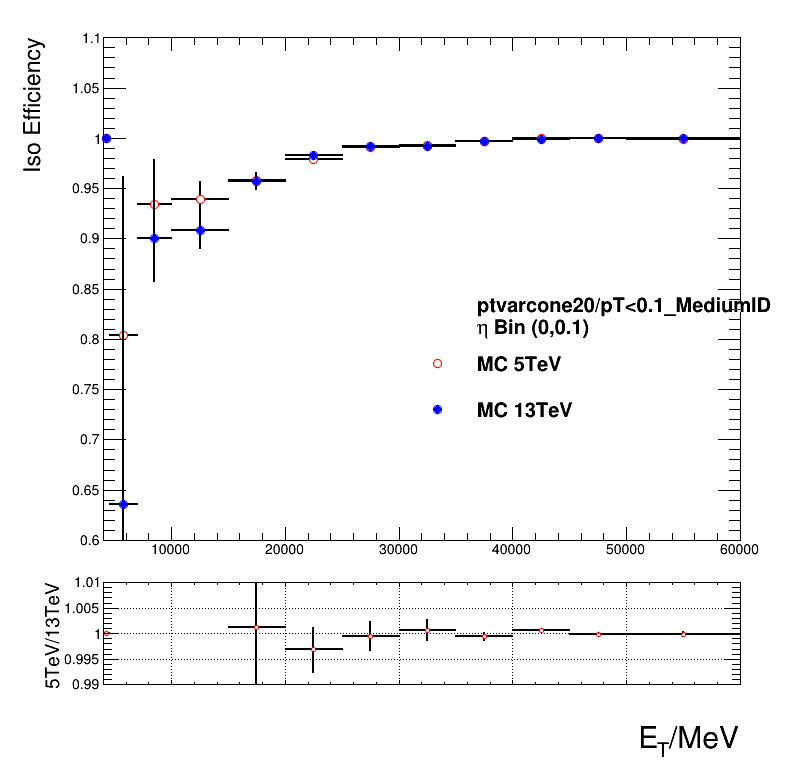 Iso Efficiency
1.1
1.05
1
0.95
0.9
0.85
0.8
0.75
0.7
0.65
0.6
ptvarcone20/pT<0.1_MediumID
η Bin (0,0.1)
MC 5TeV
MC 13TeV
10000 20000 30000 40000 50000 60000
5TeV/13TeV
1.01
1.005
1
0.995
0.99
E_T/MeV